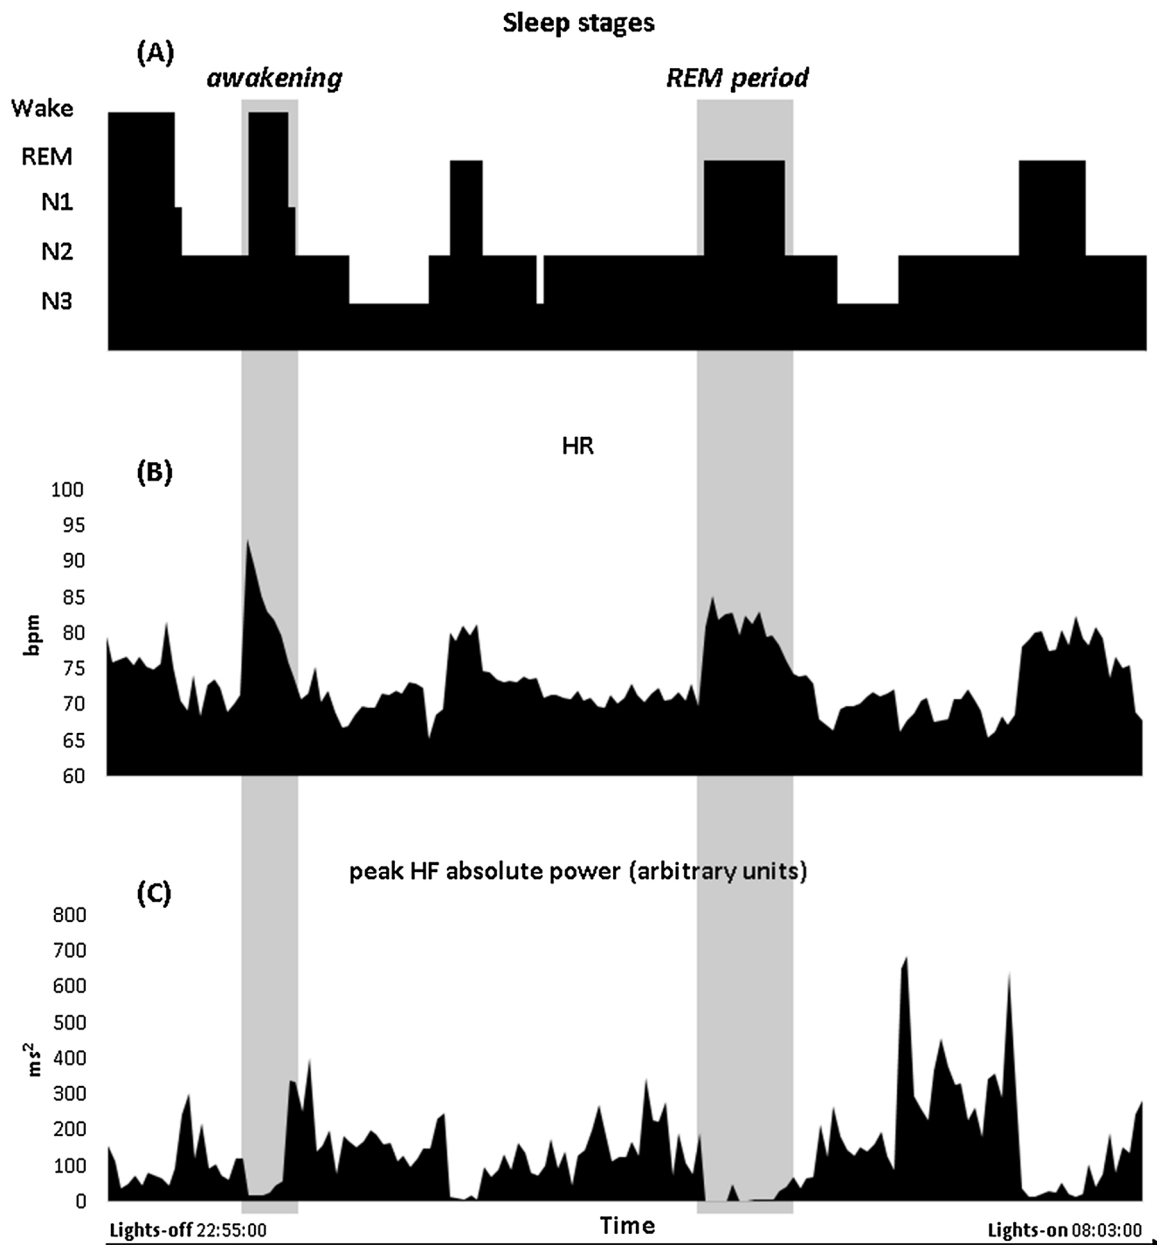 Sleep stages
(A)
awakening
REM period
Wake
REM
N1
N2
N3
HR
(B)
100
95
90
85
80
75
70
65
60
bpm
peak HF absolute power (arbitrary units)
(C)
800
700
600
500
400
300
200
100
0
ms²
Lights-off 22:55:00
Time
Lights-on 08:03:00